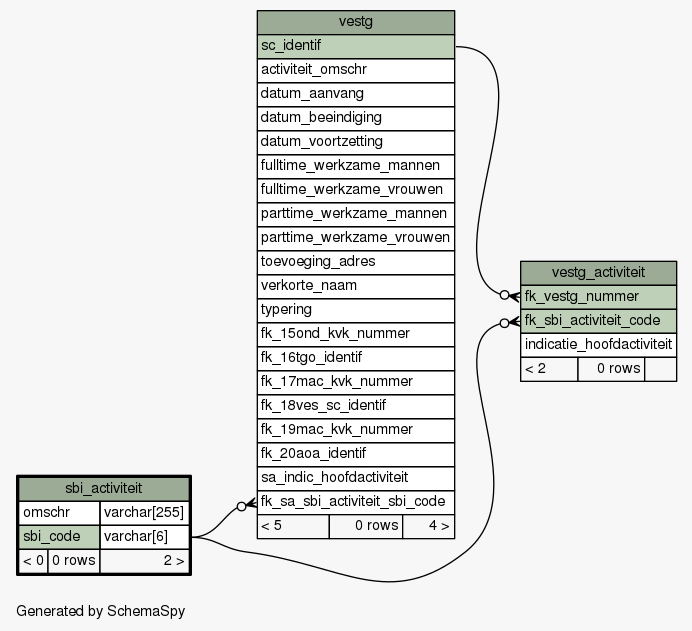 vestg
sc_identif
activiteit_omschr
datum_aanvang
datum_beeindiging
datum_voortzetting
fulltime_werkzame_mannen
fulltime_werkzame_vrouwen
parttime_werkzame_mannen
parttime_werkzame_vrouwen
toevoeging_adres
verkorte_naam
typering
fk_15ond_kvk_nummer
fk_16tgo_identif
fk_17mac_kvk_nummer
fk_18ves_sc_identif
fk_19mac_kvk_nummer
fk_20aoa_identif
sa_indic_hoofdactiviteit
fk_sa_sbi_activiteit_sbi_code
< 5 0 rows 4 >
vestg_activiteit
fk_vestg_nummer
fk_sbi_activiteit_code
indicatie_hoofdactiviteit
< 2 0 rows
sbi_activiteit
omschr varchar[255]
sbi_code varchar[6]
< 0 0 rows 2 >
Generated by SchemaSpy